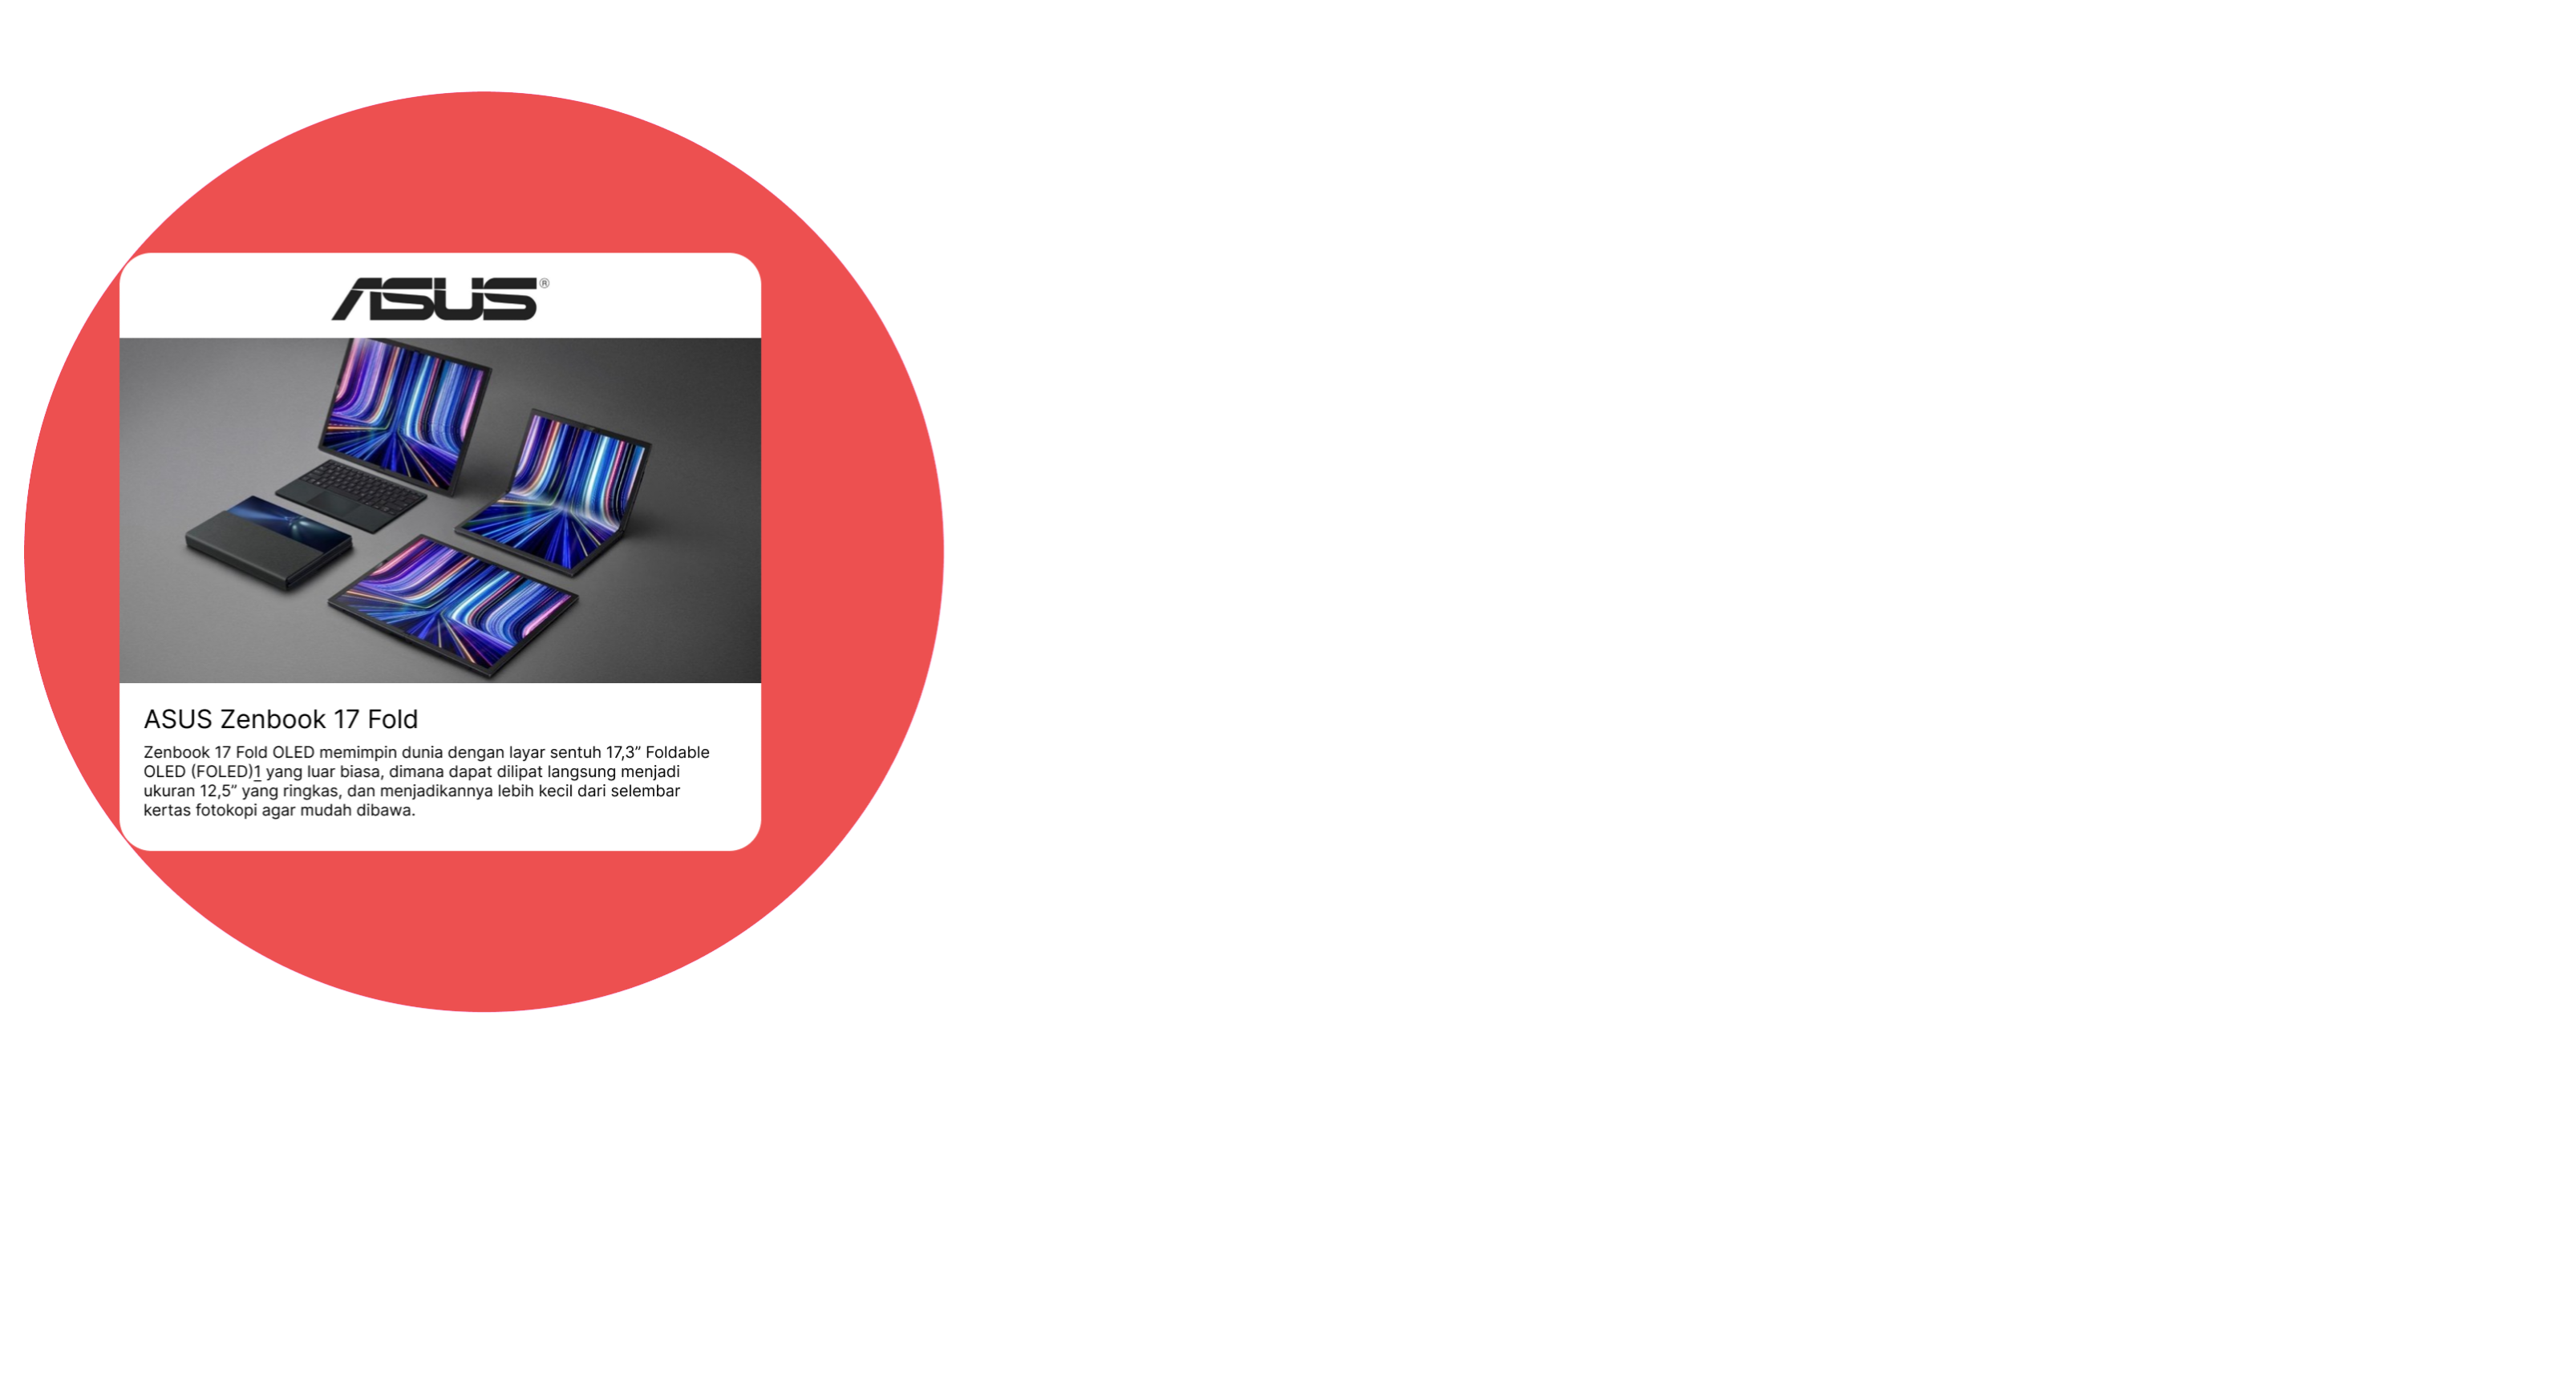 ASUS®
ASUS Zenbook 17 Fold
Zenbook 17 Fold OLED memimpin dunia dengan layar sentuh 17,3” Foldable
OLED (FOLED)1 yang luar biasa, dimana dapat dilipat langsung menjadi
ukuran 12,5” yang ringkas, dan menjadikannya lebih kecil dari selembar
kertas fotokopi agar mudah dibawa.